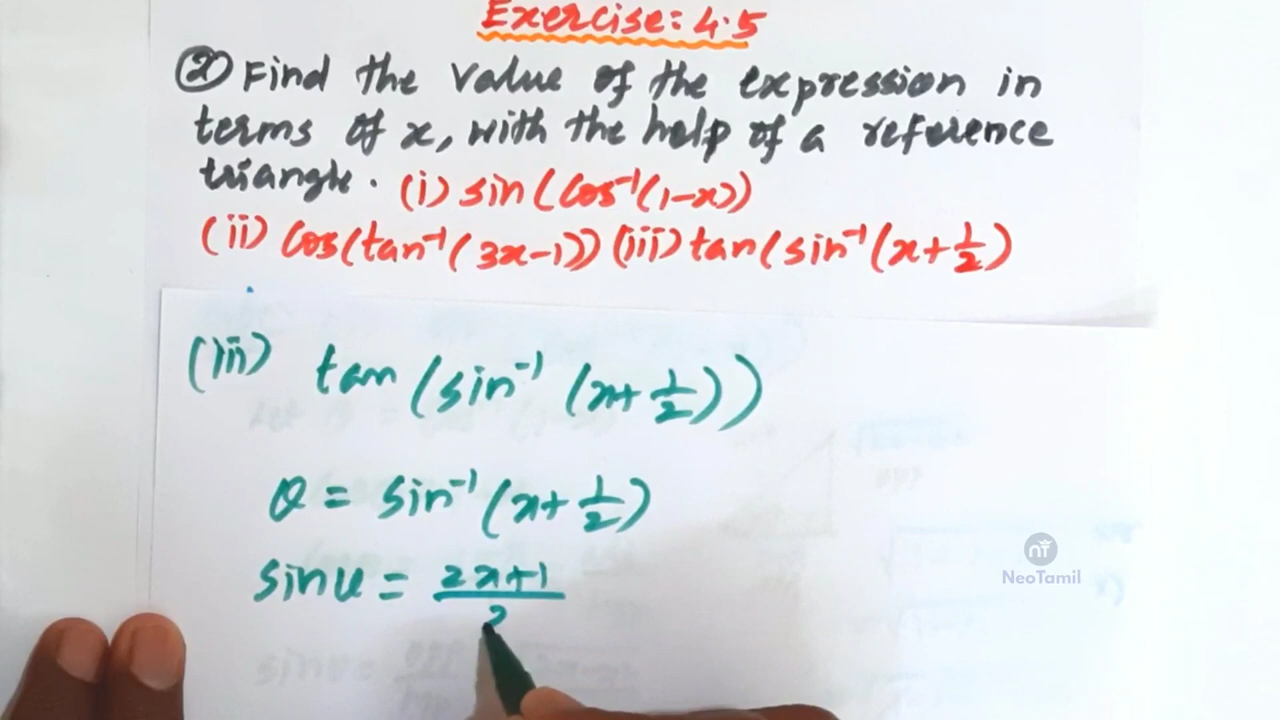 Exercise: 4.5
② Find the value of the expression in
terms of x, with the help of a reference
triangle. (i) sin(cos⁻¹(1-x))
(ii) cos(tan⁻¹(3x-1)) (iii) tan(sin⁻¹(x+1/2)
(iii) tan (sin⁻¹ (x+1/2))
θ = sin⁻¹ (x+1/2)
sinθ = 2x+1/2
NT
NeoTamil